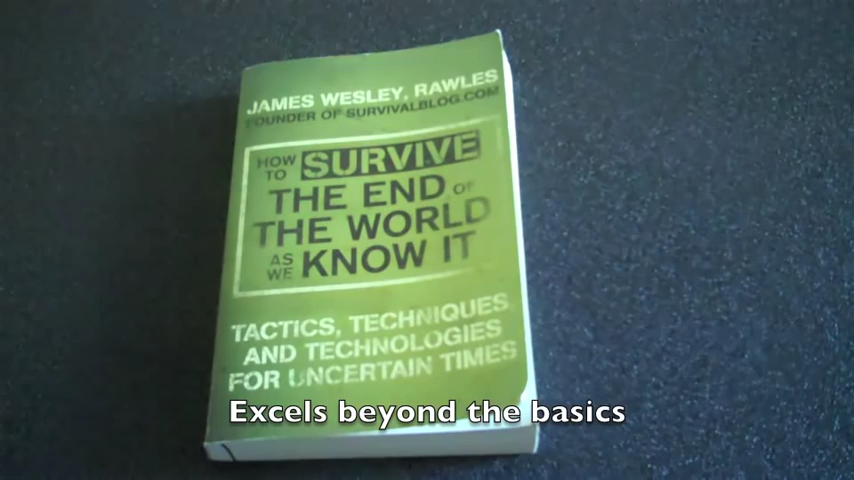 JAMES WESLEY, RAWLES
FOUNDER OF SURVIVALBLOG.COM
HOW TO SURVIVE
THE END OF
THE WORLD
AS WE KNOW IT
TACTICS, TECHNIQUES
AND TECHNOLOGIES
FOR UNCERTAIN TIMES
Excels beyond the basics